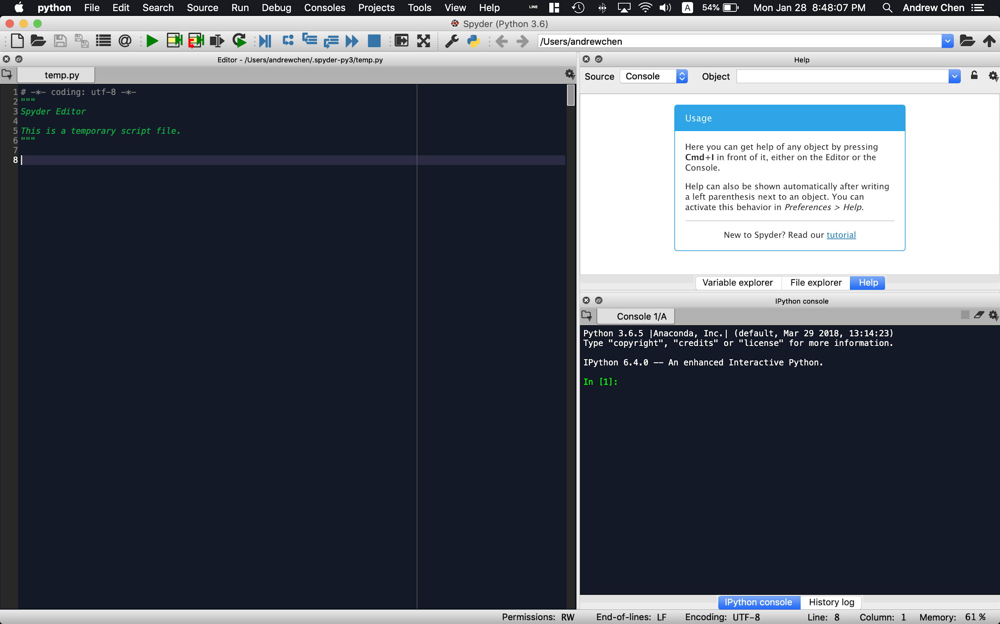 python File Edit Search Source Run Debug Consoles Projects Tools View Help LINE A 54% Mon Jan 28 8:48:07 PM Andrew Chen
Spyder (Python 3.6)
/Users/andrewchen
Editor - /Users/andrewchen/.spyder-py3/temp.py
temp.py
1 # -*- coding: utf-8 -*-
2 """
3 Spyder Editor
4
5 This is a temporary script file.
6 """
7
8
Help
Source Console Object
Usage
Here you can get help of any object by pressing
Cmd+I in front of it, either on the Editor or the
Console.
Help can also be shown automatically after writing
a left parenthesis next to an object. You can
activate this behavior in Preferences > Help.
New to Spyder? Read our tutorial
Variable explorer File explorer Help
IPython console
Console 1/A
Python 3.6.5 |Anaconda, Inc.| (default, Mar 29 2018, 13:14:23)
Type "copyright", "credits" or "license" for more information.
IPython 6.4.0 -- An enhanced Interactive Python.
In [1]:
IPython console History log
Permissions: RW End-of-lines: LF Encoding: UTF-8 Line: 8 Column: 1 Memory: 61 %